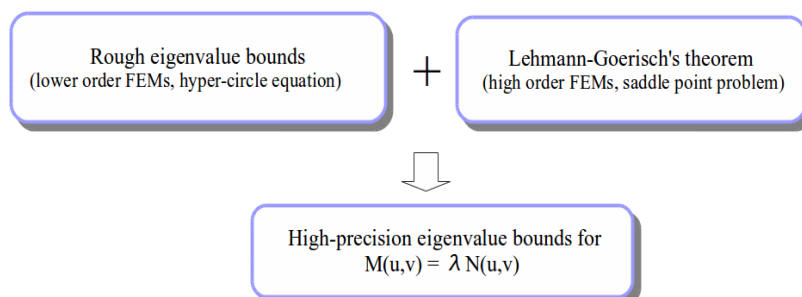 Rough eigenvalue bounds
(lower order FEMs, hyper-circle equation)
+
Lehmann-Goerisch's theorem
(high order FEMs, saddle point problem)
High-precision eigenvalue bounds for
M(u,v) = λ N(u,v)